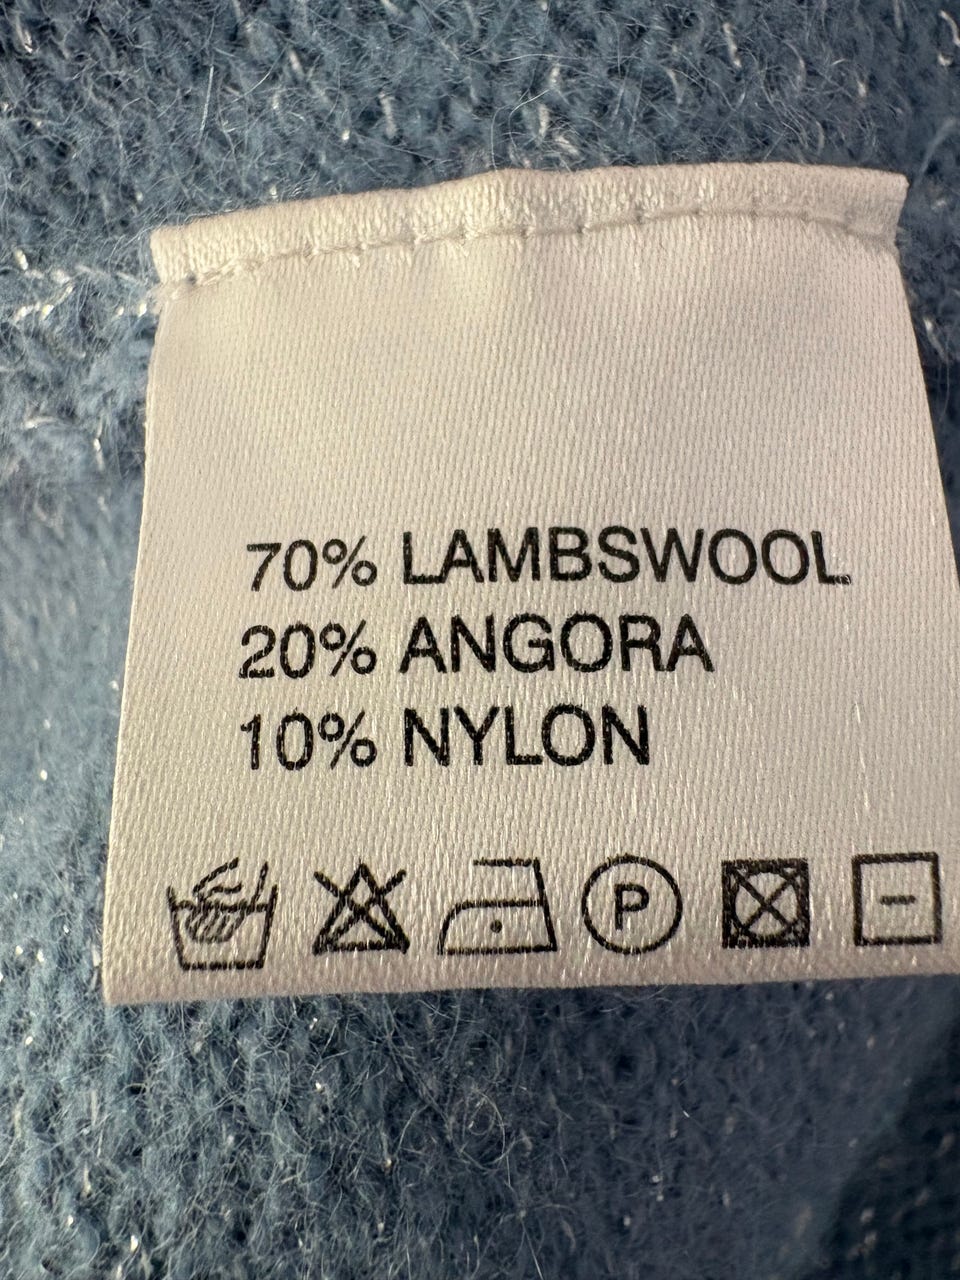 70% LAMBSWOOL
20% ANGORA
10% NYLON
P